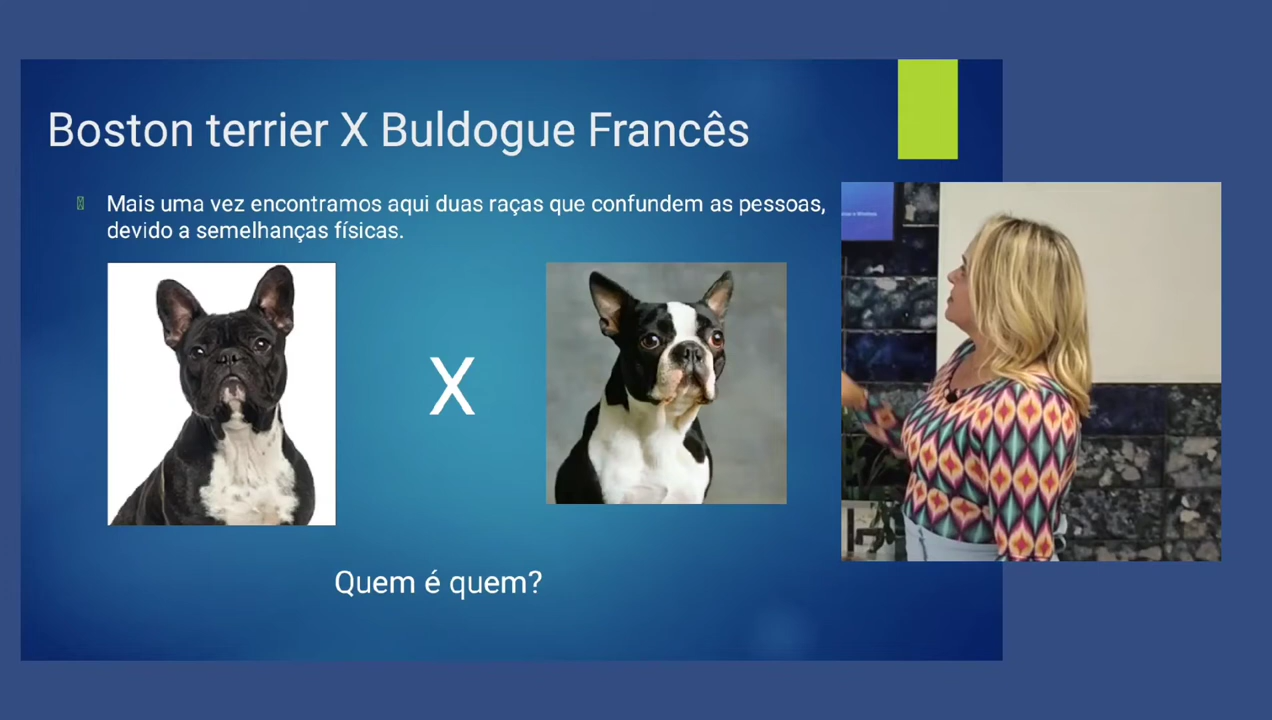 Boston terrier X Buldogue Francês
Mais uma vez encontramos aqui duas raças que confundem as pessoas,
devido a semelhanças físicas.
X
Quem é quem?